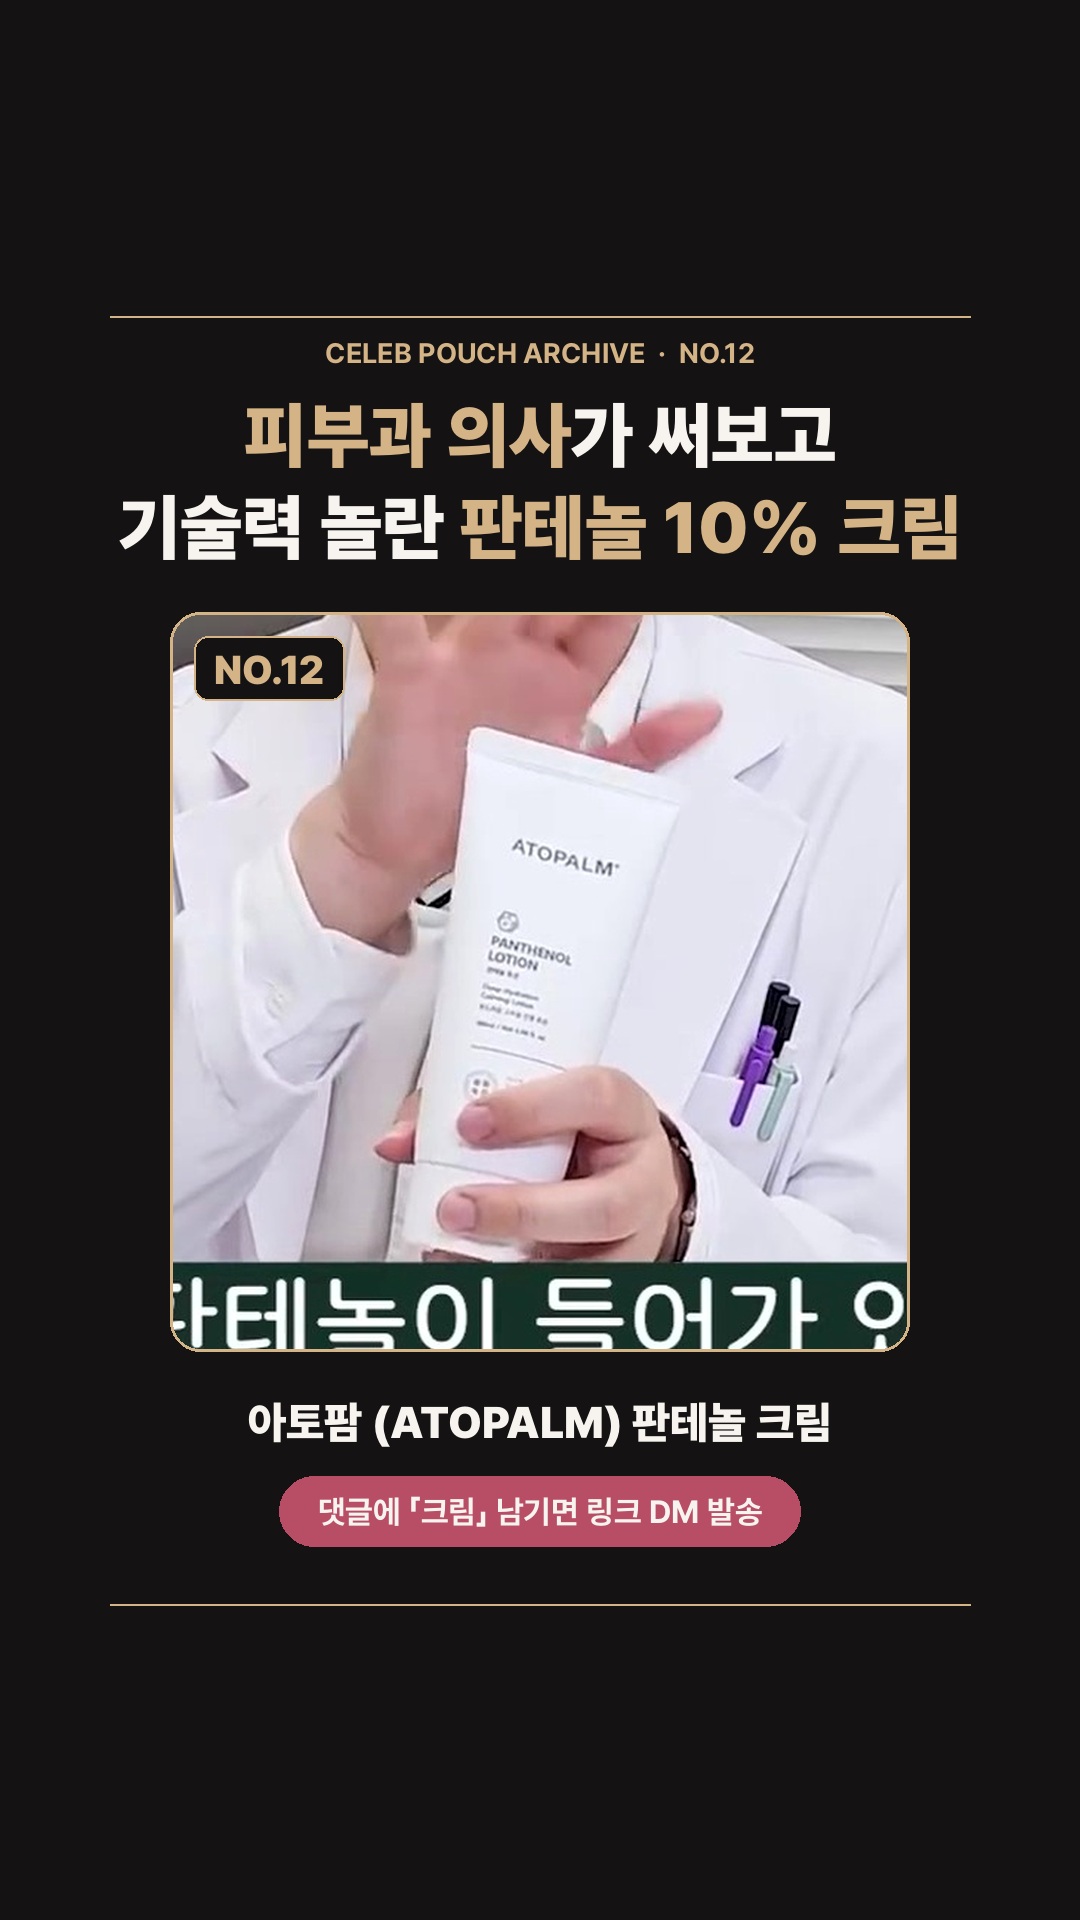 CELEB POUCH ARCHIVE · NO.12
피부과 의사가 써보고
기술력 놀란 판테놀 10% 크림
NO.12
ATOPALM
PANTHENOL
LOTION
판테놀이 들어가
아토팜 (ATOPALM) 판테놀 크림
댓글에 「크림」 남기면 링크 DM 발송